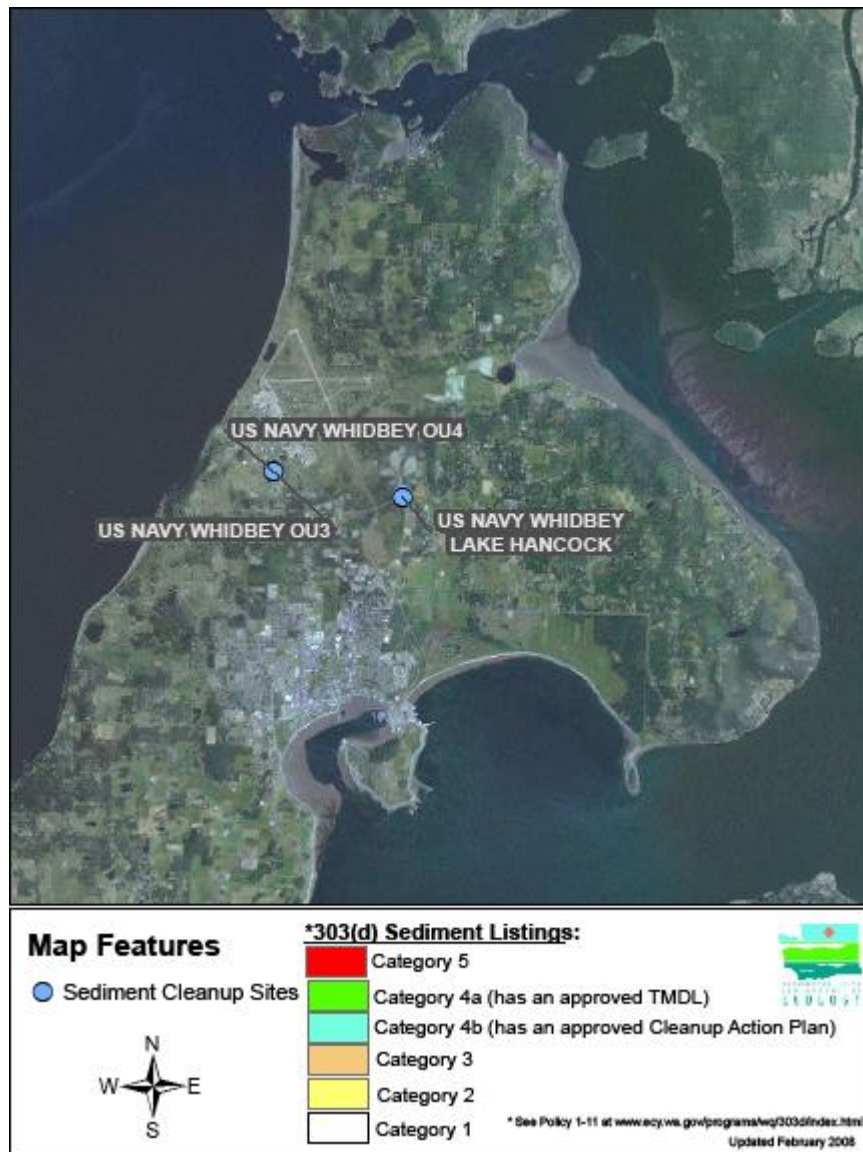 US NAVY WHIDBEY OU4
US NAVY WHIDBEY OU3
US NAVY WHIDBEY
LAKE HANCOCK
Map Features
Sediment Cleanup Sites
N
W E
S
*303(d) Sediment Listings:
Category 5
Category 4a (has an approved TMDL)
Category 4b (has an approved Cleanup Action Plan)
Category 3
Category 2
Category 1
ECOLOGY
* See Policy 1-11 at www.ecy.wa.gov/programs/wq/303d/index.html
Updated February 2008